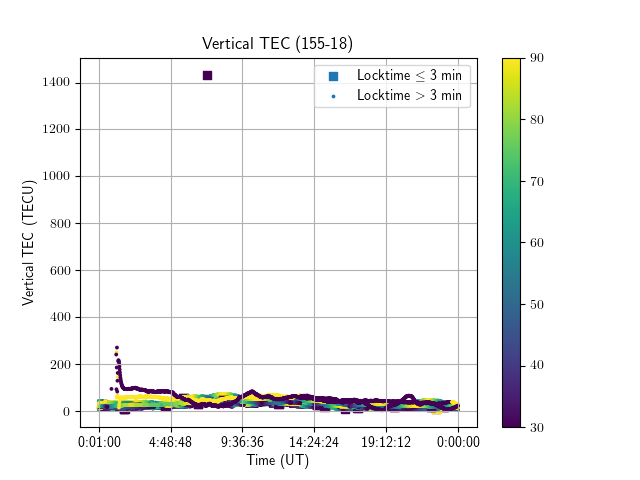 Vertical TEC (155-18)
Locktime ≤ 3 min
Locktime > 3 min
Vertical TEC (TECU)
1400
1200
1000
800
600
400
200
0
0:01:00 4:48:48 9:36:36 14:24:24 19:12:12 0:00:00
Time (UT)
90
80
70
60
50
40
30